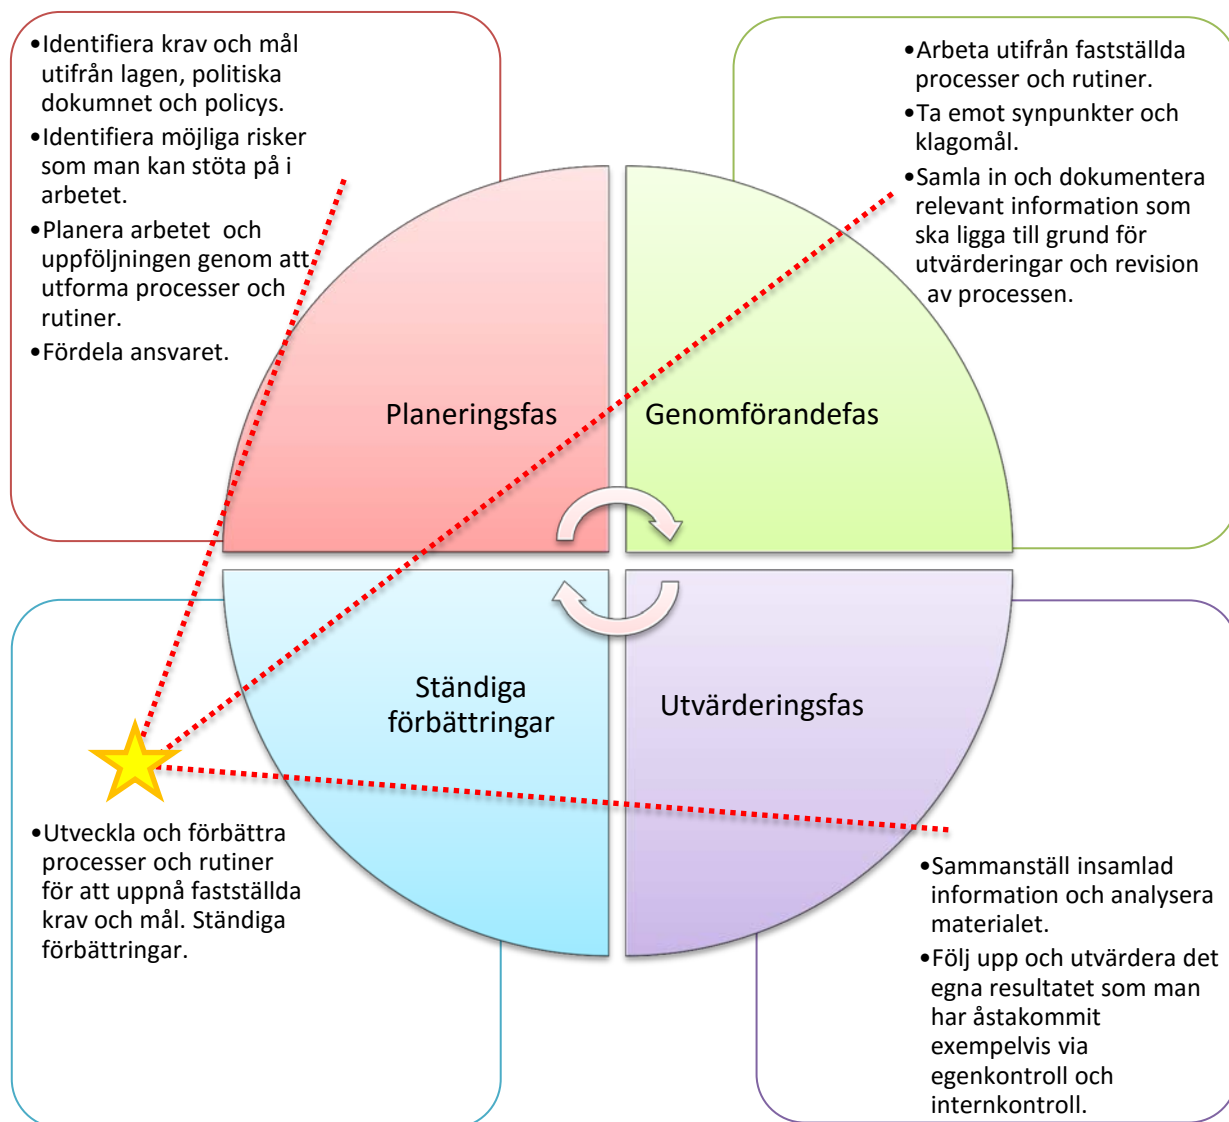 •Identifiera krav och mål
utifrån lagen, politiska
dokumnet och policys.
•Identifiera möjliga risker
som man kan stöta på i
arbetet.
•Planera arbetet och
uppföljningen genom att
utforma processer och
rutiner.
•Fördela ansvaret.
•Arbeta utifrån fastställda
processer och rutiner.
•Ta emot synpunkter och
klagomål.
•Samla in och dokumentera
relevant information som
ska ligga till grund för
utvärderingar och revision
av processen.
Planeringsfas
Genomförandefas
Ständiga
förbättringar
Utvärderingsfas
•Utveckla och förbättra
processer och rutiner
för att uppnå fastställda
krav och mål. Ständiga
förbättringar.
•Sammanställ insamlad
information och analysera
materialet.
•Följ upp och utvärdera det
egna resultatet som man
har åstakommit
exempelvis via
egenkontroll och
internkontroll.